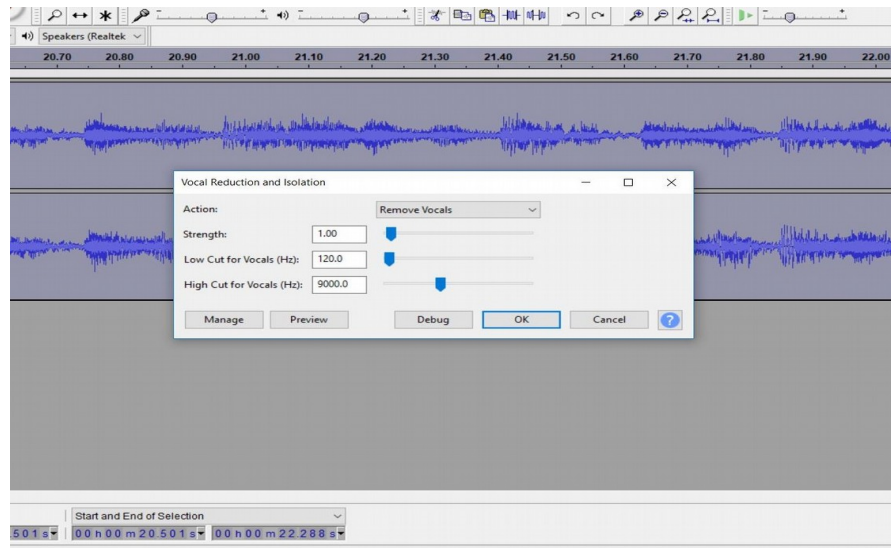 Speakers (Realtek
20.70 20.80 20.90 21.00 21.10 21.20 21.30 21.40 21.50 21.60 21.70 21.80 21.90 22.00
Vocal Reduction and Isolation
Action: Remove Vocals
Strength: 1.00
Low Cut for Vocals (Hz): 120.0
High Cut for Vocals (Hz): 9000.0
Manage Preview Debug OK Cancel ?
Start and End of Selection
501 s 00 h 00 m 20.501 s 00 h 00 m 22.288 s